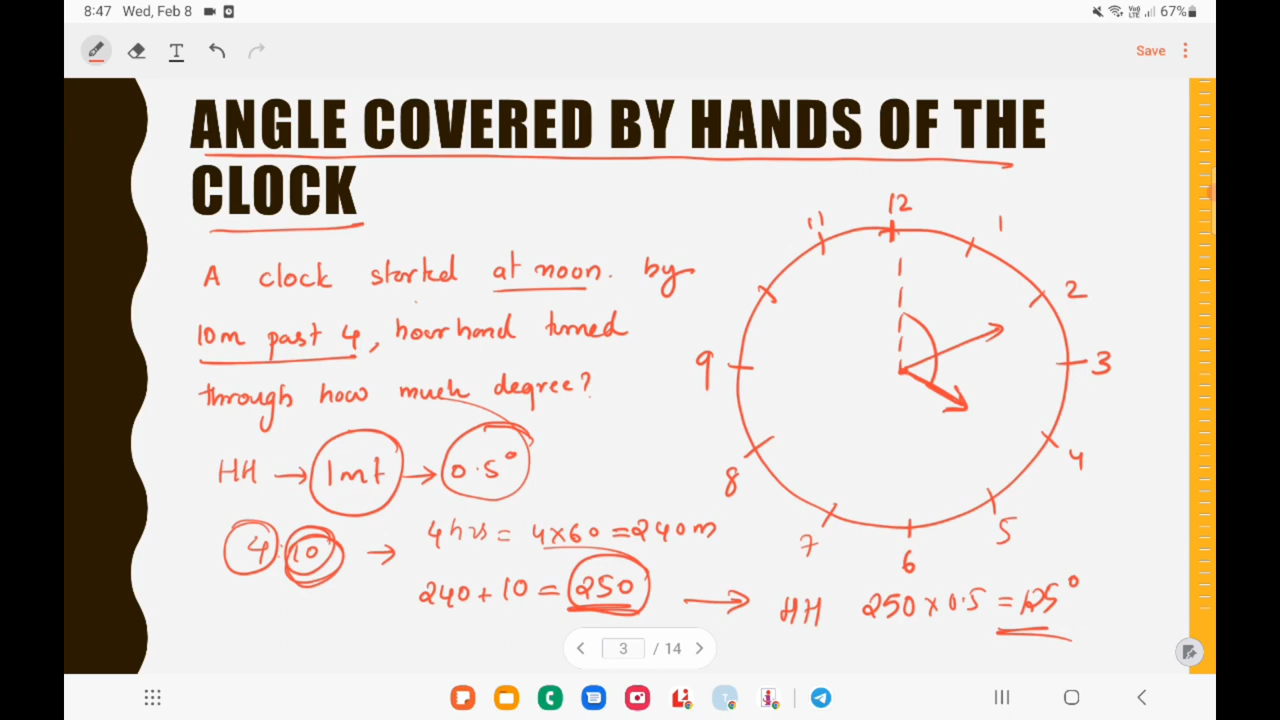 8:47 Wed, Feb 8
Vo) LTE 67%
T
Save
ANGLE COVERED BY HANDS OF THE
CLOCK
A clock started at noon. by
10m past 4, hour hand turned
through how much degree?
HH → 1mt → 0.5°
4:10 → 4hrs = 4x60 = 240m
240 + 10 = 250 → HH 250 x 0.5 = 125°
12
11
1
2
3
9
4
8
5
7
6
3 / 14